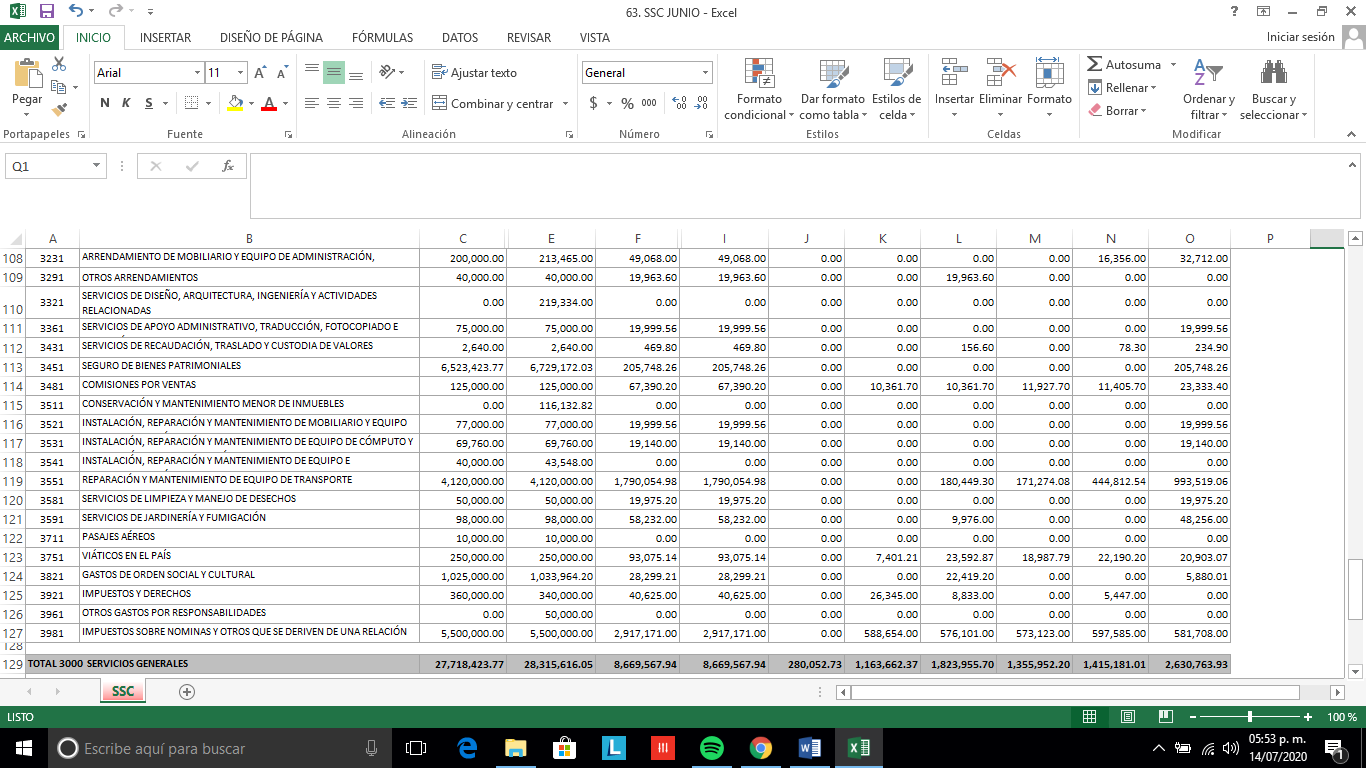 63. SSC JUNIO - Excel
ARCHIVO INICIO INSERTAR DISEÑO DE PÁGINA FÓRMULAS DATOS REVISAR VISTA Iniciar sesión
Pegar
Portapapeles
Arial 11
N K S
Fuente
Ajustar texto
Combinar y centrar
Alineación
General
$ % 000
Número
Formato condicional
Dar formato como tabla
Estilos de celda
Estilos
Insertar Eliminar Formato
Celdas
Autosuma
Rellenar
Borrar
Ordenar y filtrar
Buscar y seleccionar
Modificar
Q1
A B C E F I J K L M N O P
108 3231 ARRENDAMIENTO DE MOBILIARIO Y EQUIPO DE ADMINISTRACIÓN, 200,000.00 213,465.00 49,068.00 49,068.00 0.00 0.00 0.00 0.00 16,356.00 32,712.00
109 3291 OTROS ARRENDAMIENTOS 40,000.00 40,000.00 19,963.60 19,963.60 0.00 0.00 19,963.60 0.00 0.00 0.00
110 3321 SERVICIOS DE DISEÑO, ARQUITECTURA, INGENIERÍA Y ACTIVIDADES RELACIONADAS 0.00 219,334.00 0.00 0.00 0.00 0.00 0.00 0.00 0.00 0.00
111 3361 SERVICIOS DE APOYO ADMINISTRATIVO, TRADUCCIÓN, FOTOCOPIADO E 75,000.00 75,000.00 19,999.56 19,999.56 0.00 0.00 0.00 0.00 0.00 19,999.56
112 3431 SERVICIOS DE RECAUDACIÓN, TRASLADO Y CUSTODIA DE VALORES 2,640.00 2,640.00 469.80 469.80 0.00 0.00 156.60 0.00 78.30 234.90
113 3451 SEGURO DE BIENES PATRIMONIALES 6,523,423.77 6,729,172.03 205,748.26 205,748.26 0.00 0.00 0.00 0.00 0.00 205,748.26
114 3481 COMISIONES POR VENTAS 125,000.00 125,000.00 67,390.20 67,390.20 0.00 10,361.70 10,361.70 11,927.70 11,405.70 23,333.40
115 3511 CONSERVACIÓN Y MANTENIMIENTO MENOR DE INMUEBLES 0.00 116,132.82 0.00 0.00 0.00 0.00 0.00 0.00 0.00 0.00
116 3521 INSTALACIÓN, REPARACIÓN Y MANTENIMIENTO DE MOBILIARIO Y EQUIPO 77,000.00 77,000.00 19,999.56 19,999.56 0.00 0.00 0.00 0.00 0.00 19,999.56
117 3531 INSTALACIÓN, REPARACIÓN Y MANTENIMIENTO DE EQUIPO DE CÓMPUTO Y 69,760.00 69,760.00 19,140.00 19,140.00 0.00 0.00 0.00 0.00 0.00 19,140.00
118 3541 INSTALACIÓN, REPARACIÓN Y MANTENIMIENTO DE EQUIPO E 40,000.00 43,548.00 0.00 0.00 0.00 0.00 0.00 0.00 0.00 0.00
119 3551 REPARACIÓN Y MANTENIMIENTO DE EQUIPO DE TRANSPORTE 4,120,000.00 4,120,000.00 1,790,054.98 1,790,054.98 0.00 0.00 180,449.30 171,274.08 444,812.54 993,519.06
120 3581 SERVICIOS DE LIMPIEZA Y MANEJO DE DESECHOS 50,000.00 50,000.00 19,975.20 19,975.20 0.00 0.00 0.00 0.00 0.00 19,975.20
121 3591 SERVICIOS DE JARDINERÍA Y FUMIGACIÓN 98,000.00 98,000.00 58,232.00 58,232.00 0.00 0.00 9,976.00 0.00 0.00 48,256.00
122 3711 PASAJES AÉREOS 10,000.00 10,000.00 0.00 0.00 0.00 0.00 0.00 0.00 0.00 0.00
123 3751 VIÁTICOS EN EL PAÍS 250,000.00 250,000.00 93,075.14 93,075.14 0.00 7,401.21 23,592.87 18,987.79 22,190.20 20,903.07
124 3821 GASTOS DE ORDEN SOCIAL Y CULTURAL 1,025,000.00 1,033,964.20 28,299.21 28,299.21 0.00 0.00 22,419.20 0.00 0.00 5,880.01
125 3921 IMPUESTOS Y DERECHOS 360,000.00 340,000.00 40,625.00 40,625.00 0.00 26,345.00 8,833.00 0.00 5,447.00 0.00
126 3961 OTROS GASTOS POR RESPONSABILIDADES 0.00 50,000.00 0.00 0.00 0.00 0.00 0.00 0.00 0.00 0.00
127 3981 IMPUESTOS SOBRE NOMINAS Y OTROS QUE SE DERIVEN DE UNA RELACIÓN 5,500,000.00 5,500,000.00 2,917,171.00 2,917,171.00 0.00 588,654.00 576,101.00 573,123.00 597,585.00 581,708.00
128
129 TOTAL 3000 SERVICIOS GENERALES 27,718,423.77 28,315,616.05 8,669,567.94 8,669,567.94 280,052.73 1,163,662.37 1,823,955.70 1,355,952.20 1,415,181.01 2,630,763.93
SSC
LISTO 100 %
Escribe aquí para buscar
05:53 p. m.
14/07/2020